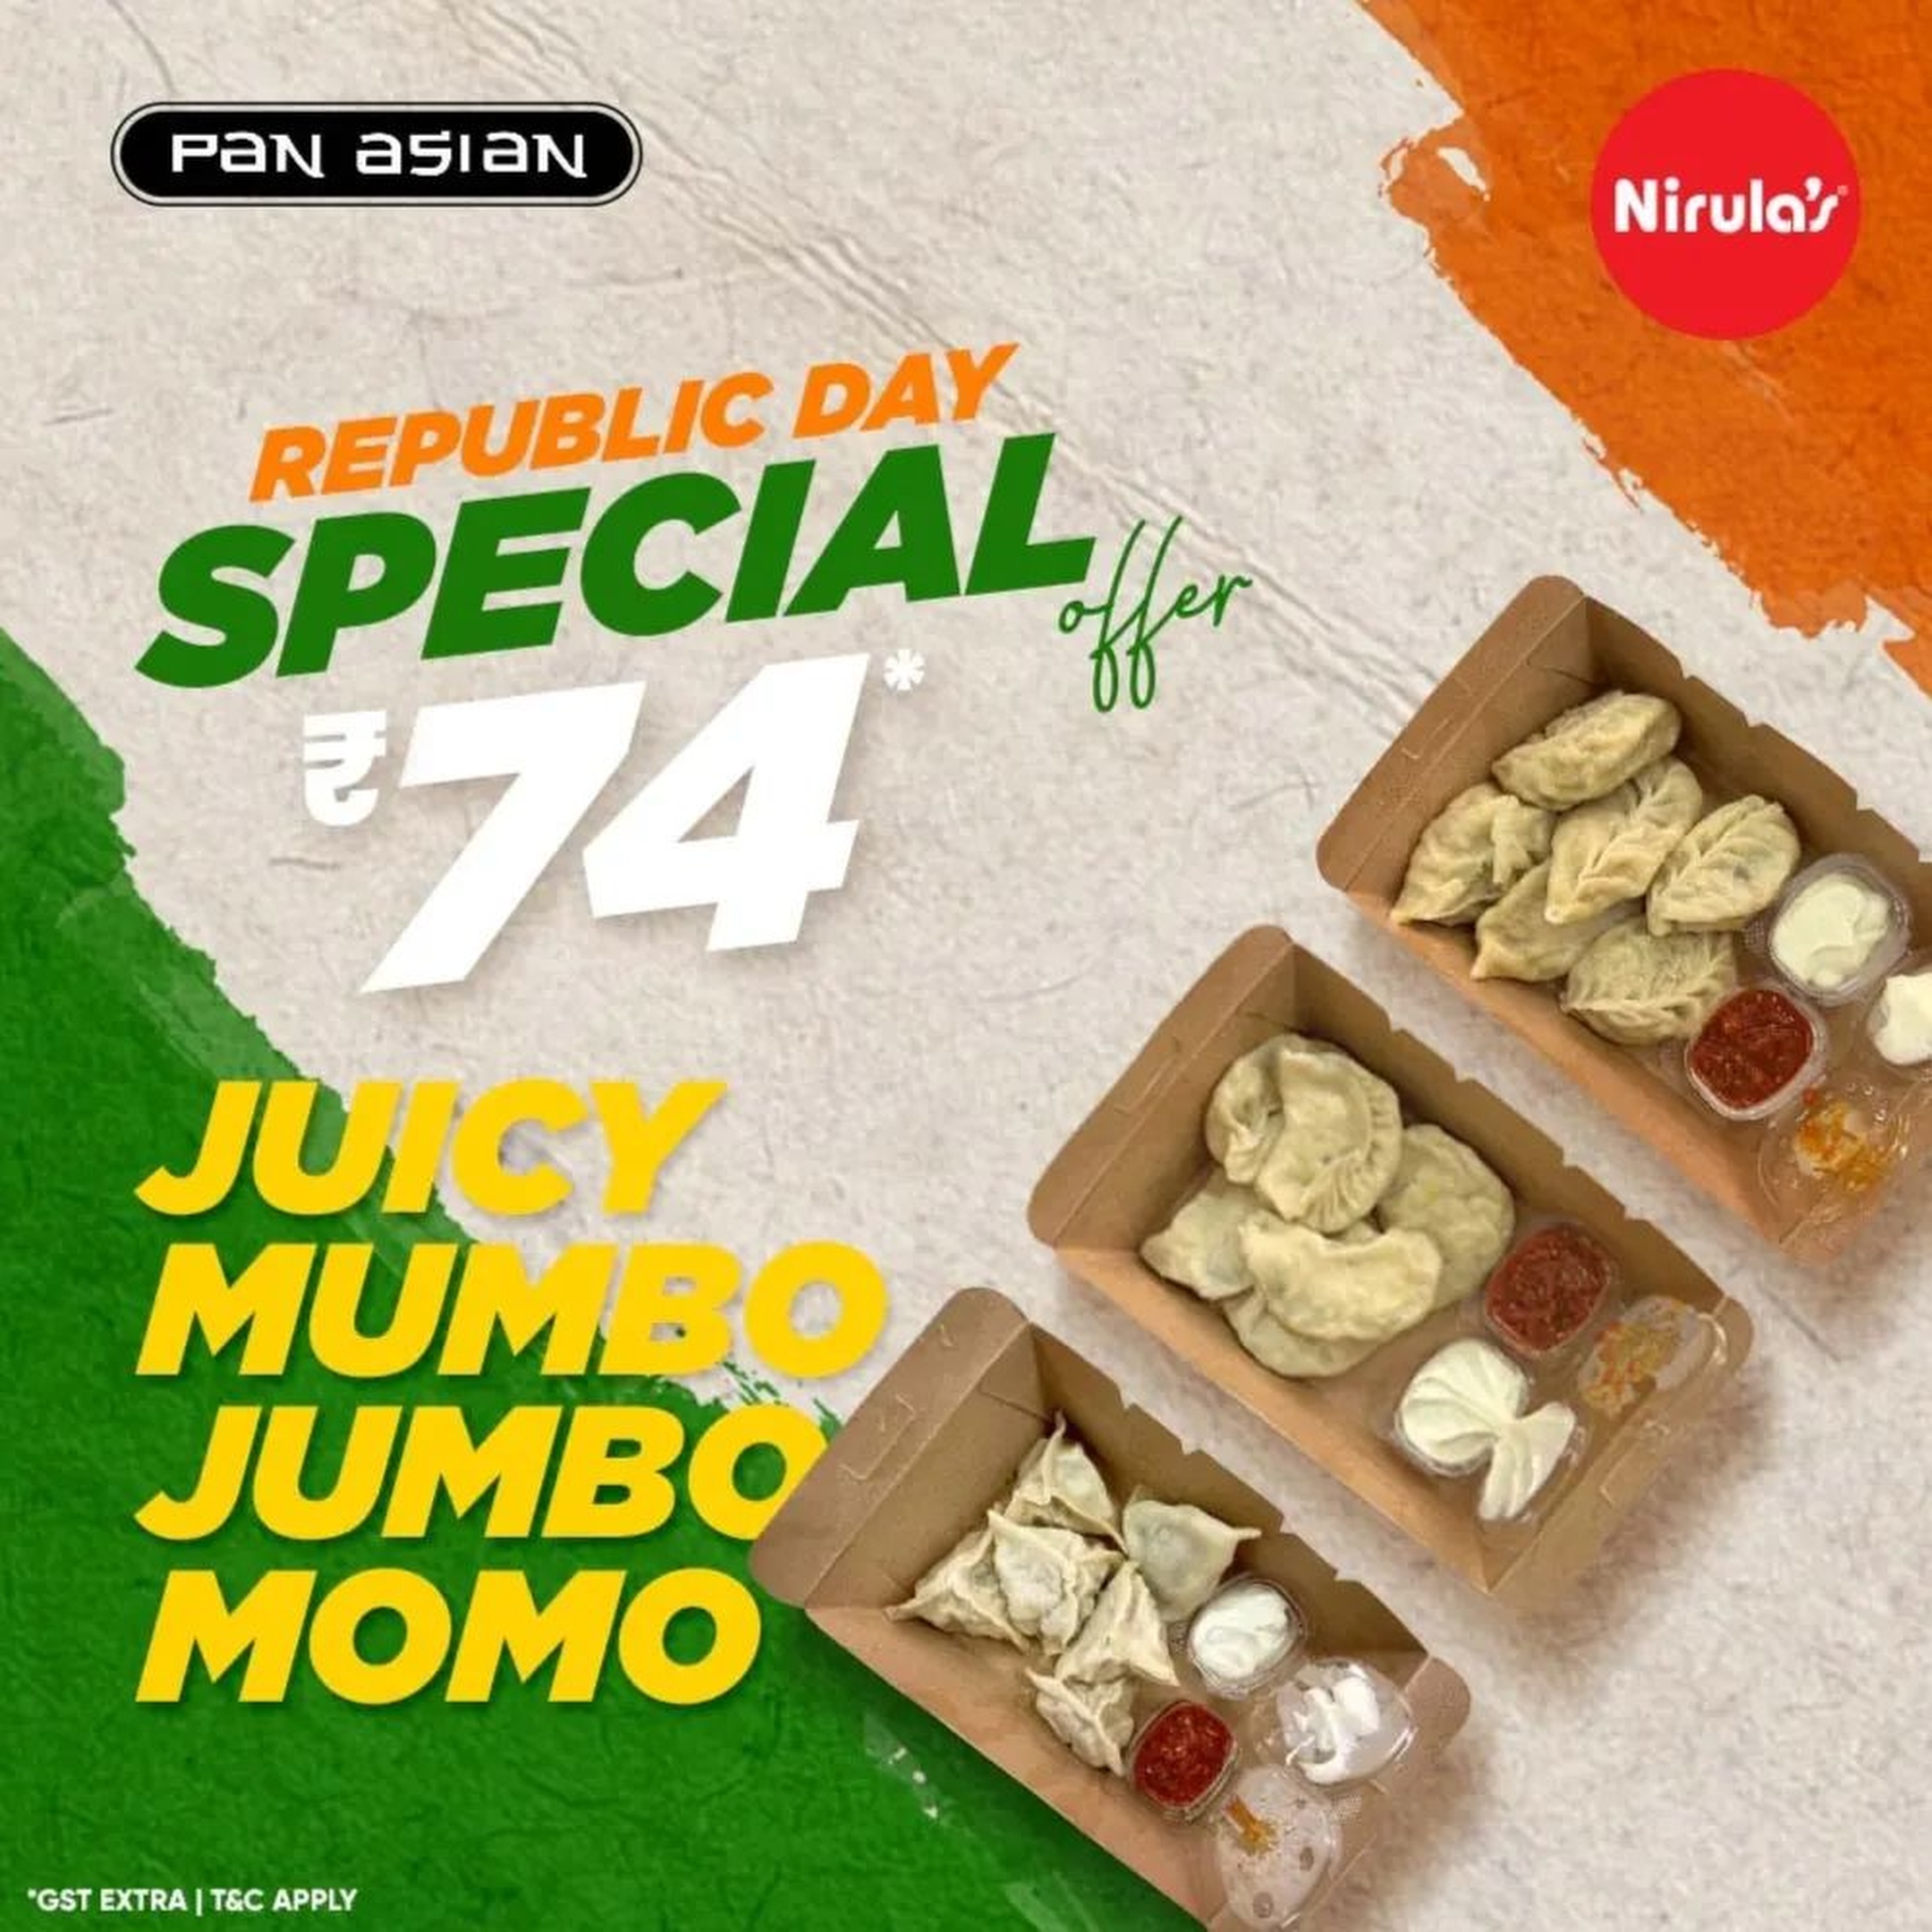 PAN ASIAN
Nirula's
REPUBLIC DAY
SPECIAL
offer
₹74*
JUICY
MUMBO
JUMBO
MOMO
*GST EXTRA | T&C APPLY